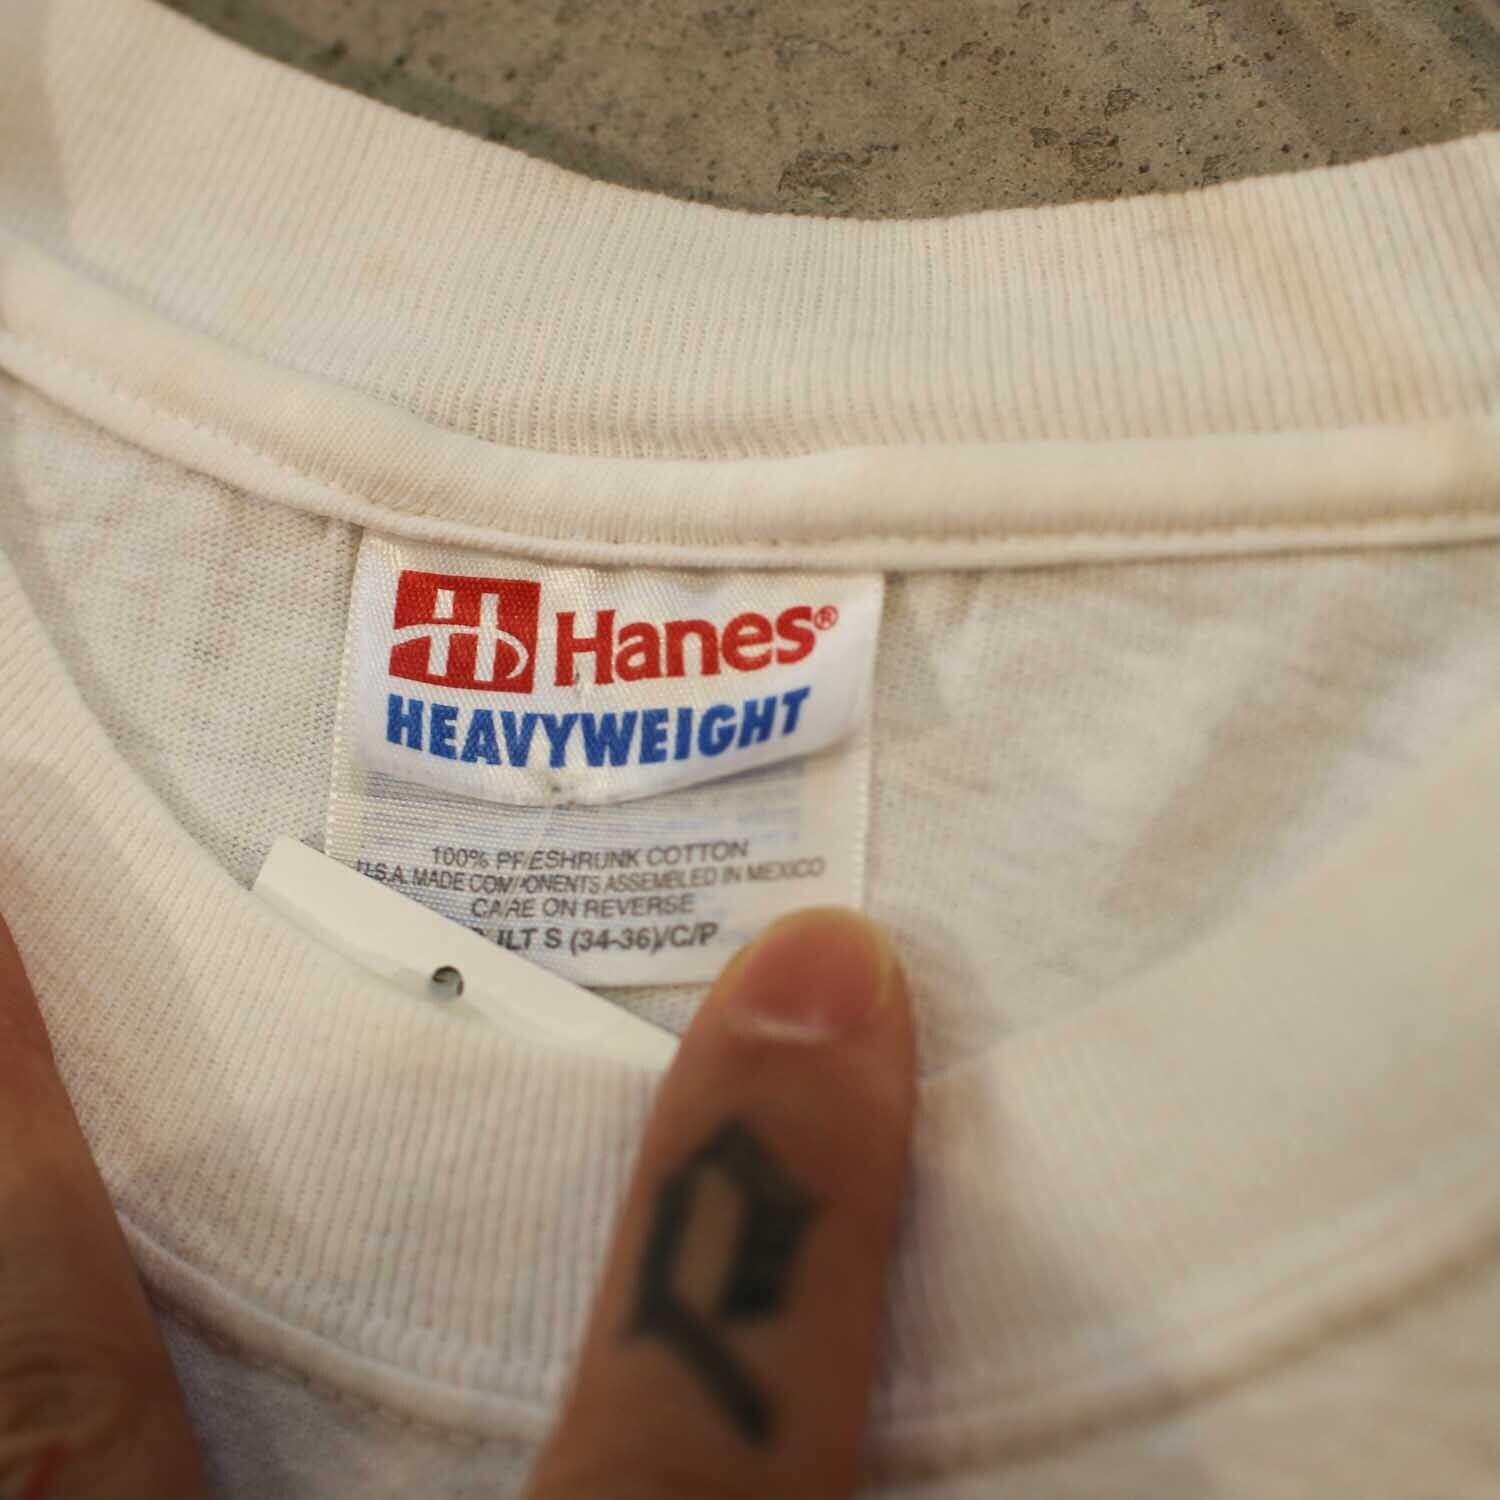 Hanes®
HEAVYWEIGHT
100% PRESHRUNK COTTON
U.S.A. MADE COMPONENTS ASSEMBLED IN MEXICO
CARE ON REVERSE
S (34-36)/C/P